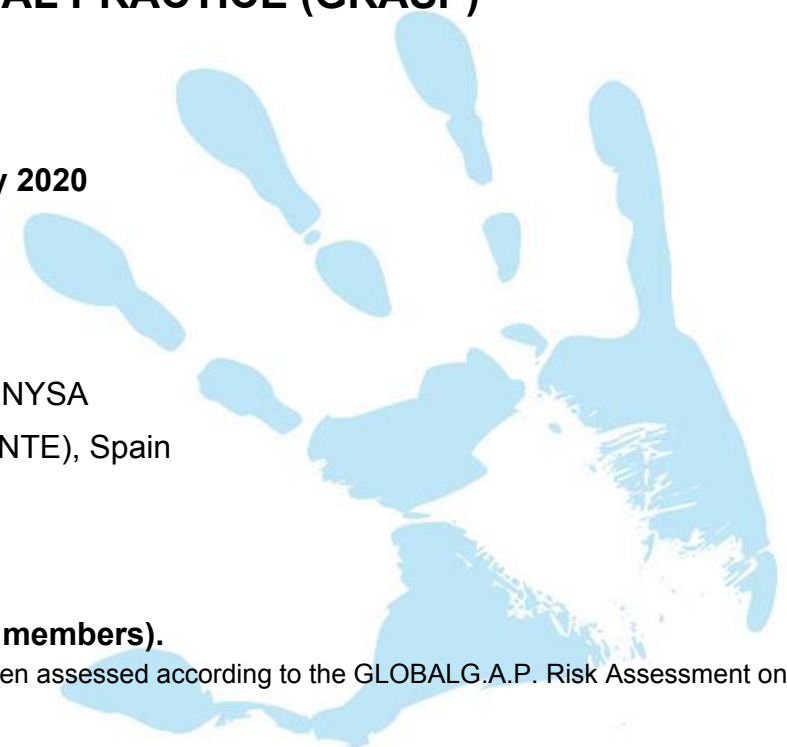 AL PRACTICE (GRASP)
y 2020
NYSA
NTE), Spain
members).
en assessed according to the GLOBALG.A.P. Risk Assessment on